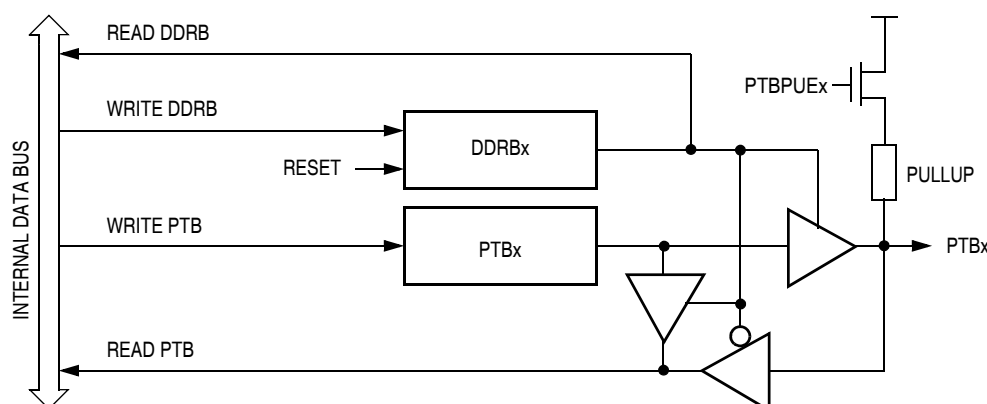 READ DDRB
PTBPUEx
WRITE DDRB
DDRBx
RESET
PULLUP
INTERNAL DATA BUS
WRITE PTB
PTBx
PTBx
READ PTB